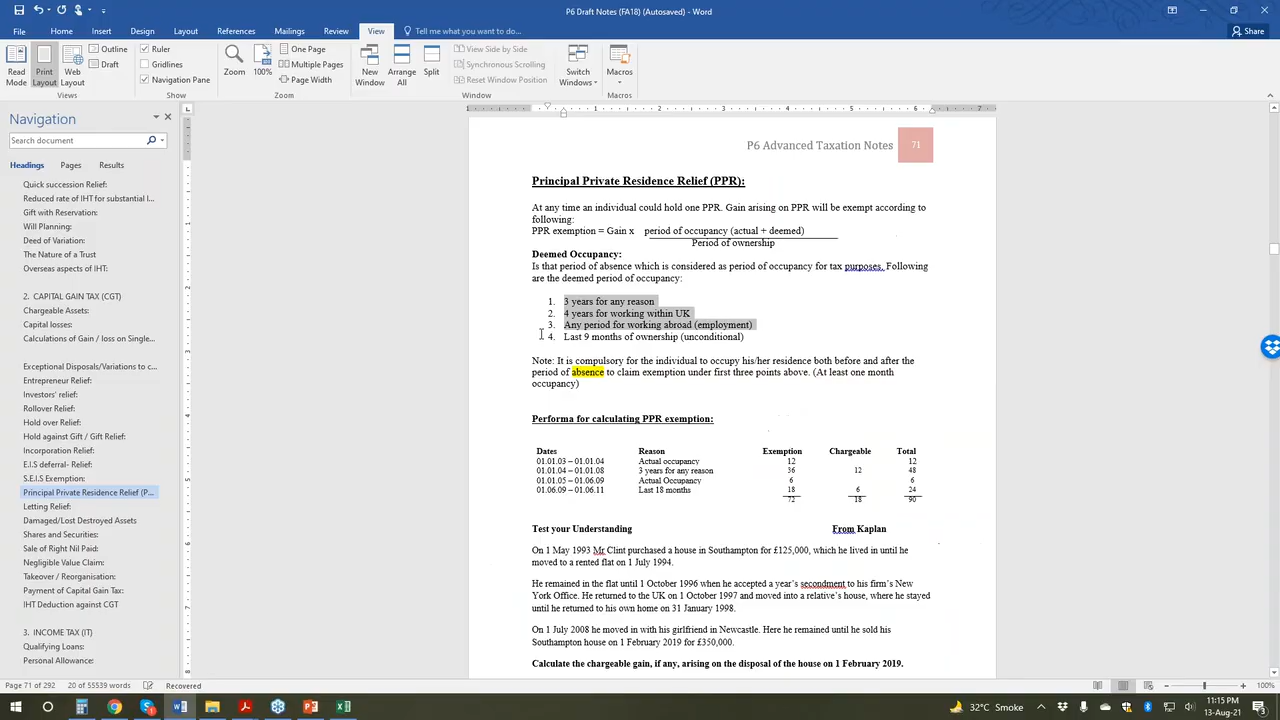 P6 Draft Notes (FA18) (Autosaved) - Word
File Home Insert Design Layout References Mailings Review View Tell me what you want to do... Share
Read Mode
Print Layout
Web Layout
Outline
Draft
Views
Ruler
Gridlines
Navigation Pane
Show
Zoom
100%
One Page
Multiple Pages
Page Width
Zoom
New Window
Arrange All
Split
View Side by Side
Synchronous Scrolling
Reset Window Position
Window
Switch Windows
Macros
Macros
Navigation
Search document
Headings Pages Results
Quick succession Relief:
Reduced rate of IHT for substantial l...
Gift with Reservation:
Will Planning:
Deed of Variation:
The Nature of a Trust
Overseas aspects of IHT:
2. CAPITAL GAIN TAX (CGT)
Chargeable Assets:
Capital losses:
Calculations of Gain / loss on Single...
Exceptional Disposals/Variations to c...
Entrepreneur Relief:
Investors' relief:
Rollover Relief:
Hold over Relief:
Hold against Gift / Gift Relief:
Incorporation Relief:
E.I.S deferral- Relief:
S.E.I.S Exemption:
Principal Private Residence Relief (P...
Letting Relief:
Damaged/Lost Destroyed Assets
Shares and Securities:
Sale of Right Nil Paid:
Negligible Value Claim:
Takeover / Reorganisation:
Payment of Capital Gain Tax:
IHT Deduction against CGT
3. INCOME TAX (IT)
Qualifying Loans:
Personal Allowance:
P6 Advanced Taxation Notes 71
Principal Private Residence Relief (PPR):
At any time an individual could hold one PPR. Gain arising on PPR will be exempt according to
following:
PPR exemption = Gain x period of occupancy (actual + deemed)
Period of ownership
Deemed Occupancy:
Is that period of absence which is considered as period of occupancy for tax purposes. Following
are the deemed period of occupancy:
1. 3 years for any reason
2. 4 years for working within UK
3. Any period for working abroad (employment)
4. Last 9 months of ownership (unconditional)
Note: It is compulsory for the individual to occupy his/her residence both before and after the
period of absence to claim exemption under first three points above. (At least one month
occupancy)
Performa for calculating PPR exemption:
Dates Reason Exemption Chargeable Total
01.01.03 – 01.01.04 Actual occupancy 12 12
01.01.04 – 01.01.08 3 years for any reason 36 12 48
01.01.05 – 01.06.09 Actual Occupancy 6 6
01.06.09 – 01.06.11 Last 18 months 18 6 24
72 18 90
Test your Understanding From Kaplan
On 1 May 1993 Mr Clint purchased a house in Southampton for £125,000, which he lived in until he
moved to a rented flat on 1 July 1994.
He remained in the flat until 1 October 1996 when he accepted a year's secondment to his firm's New
York Office. He returned to the UK on 1 October 1997 and moved into a relative's house, where he stayed
until he returned to his own home on 31 January 1998.
On 1 July 2008 he moved in with his girlfriend in Newcastle. Here he remained until he sold his
Southampton house on 1 February 2019 for £350,000.
Calculate the chargeable gain, if any, arising on the disposal of the house on 1 February 2019.
Page 71 of 292 20 of 55539 words Recovered 100%
32°C Smoke
11:15 PM
13-Aug-21